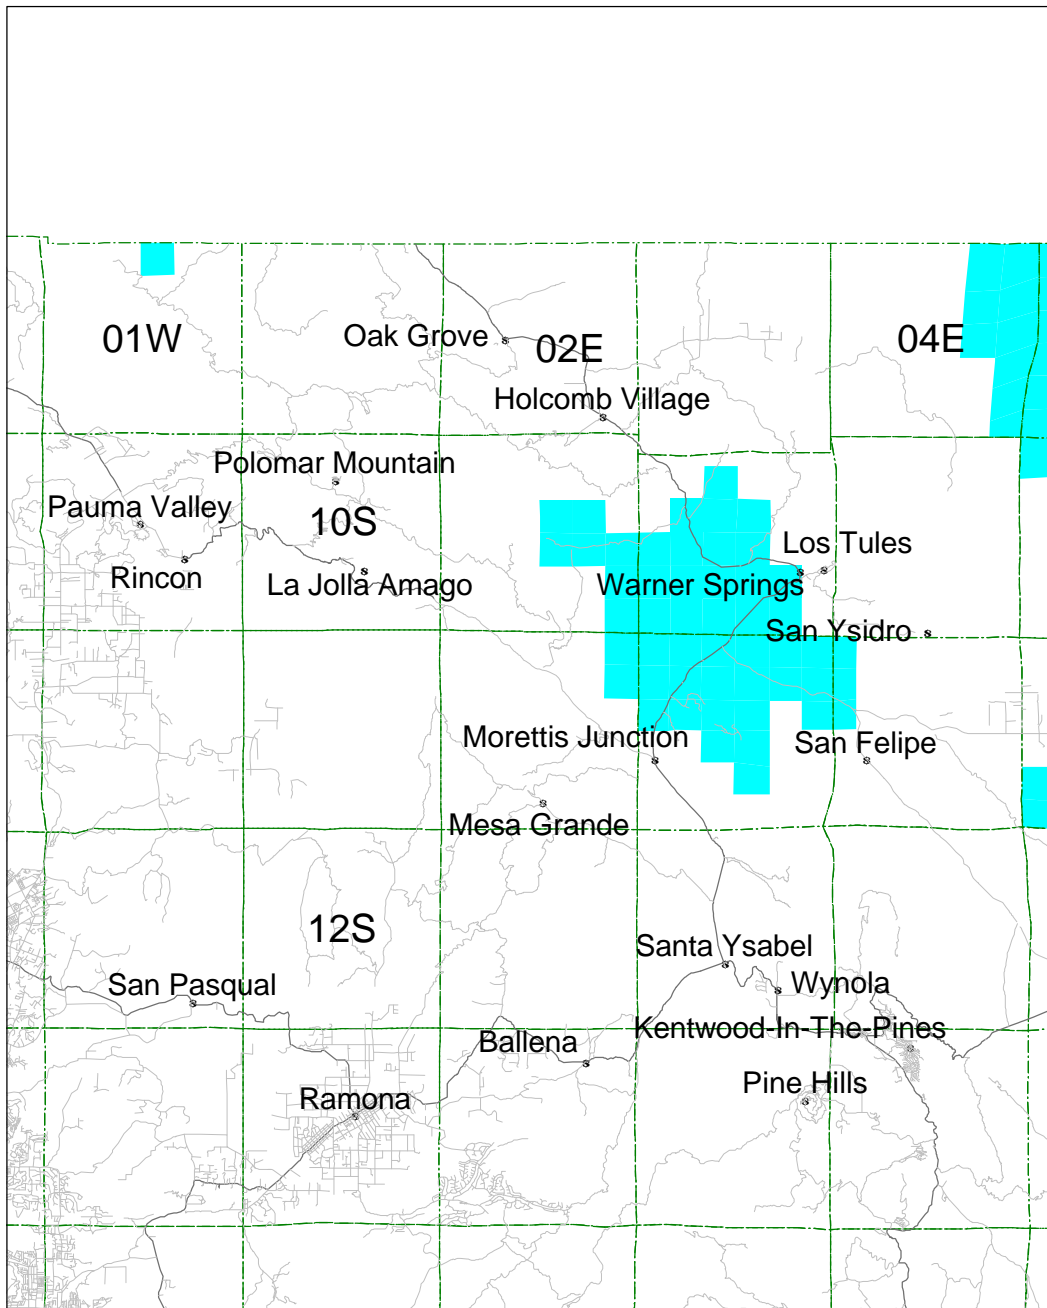 01W
Oak Grove
02E
04E
Holcomb Village
Polomar Mountain
Pauma Valley
10S
Los Tules
Rincon
La Jolla Amago
Warner Springs
San Ysidro
Morettis Junction
San Felipe
Mesa Grande
12S
Santa Ysabel
San Pasqual
Wynola
Kentwood-In-The-Pines
Ballena
Pine Hills
Ramona